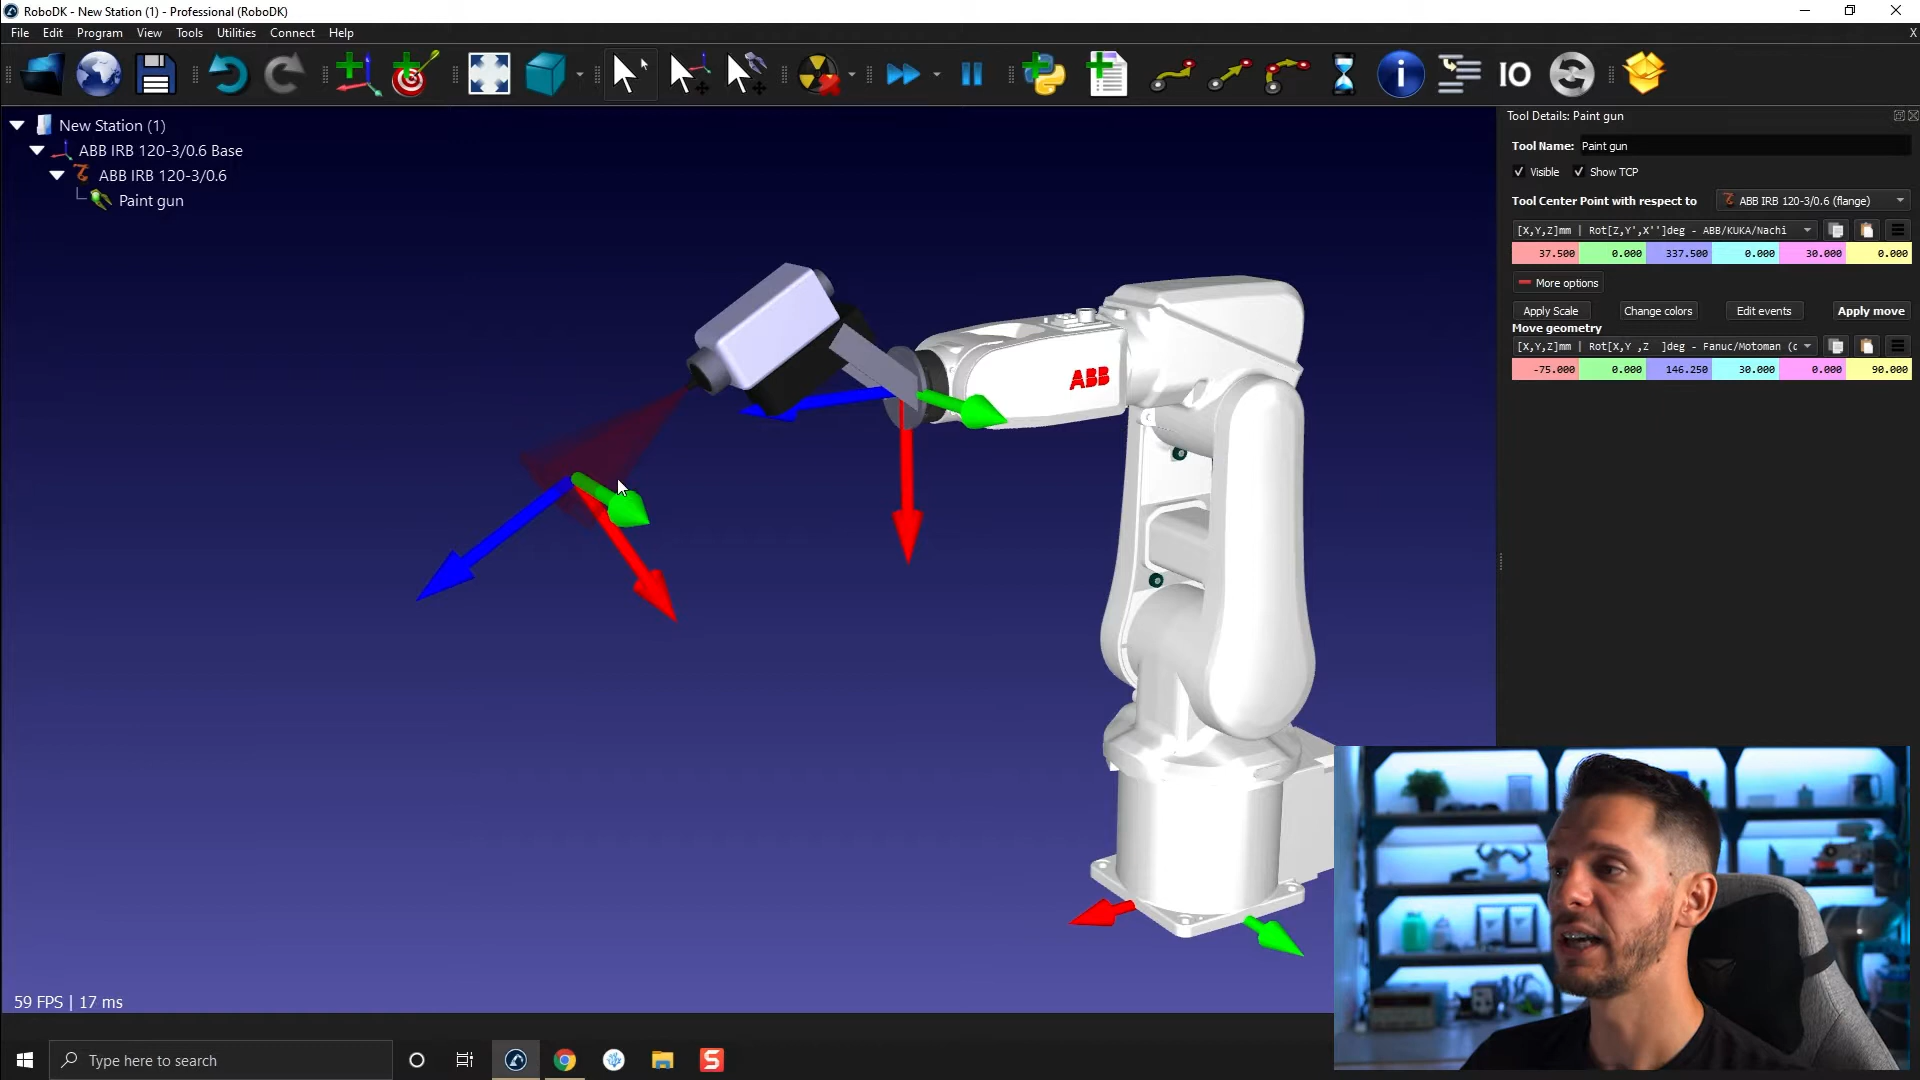 RoboDK - New Station (1) - Professional (RoboDK)
File Edit Program View Tools Utilities Connect Help
X
IO
New Station (1)
ABB IRB 120-3/0.6 Base
ABB IRB 120-3/0.6
Paint gun
Tool Details: Paint gun
Tool Name: Paint gun
Visible Show TCP
Tool Center Point with respect to ABB IRB 120-3/0.6 (flange)
[X,Y,Z]mm | Rot[Z,Y',X'']deg - ABB/KUKA/Nachi
37.500 0.000 337.500 0.000 30.000 0.000
More options
Apply Scale Change colors Edit events Apply move
Move geometry
[X,Y,Z]mm | Rot[X,Y ,Z ]deg - Fanuc/Motoman (c
-75.000 0.000 146.250 30.000 0.000 90.000
ABB
59 FPS | 17 ms
Type here to search
S